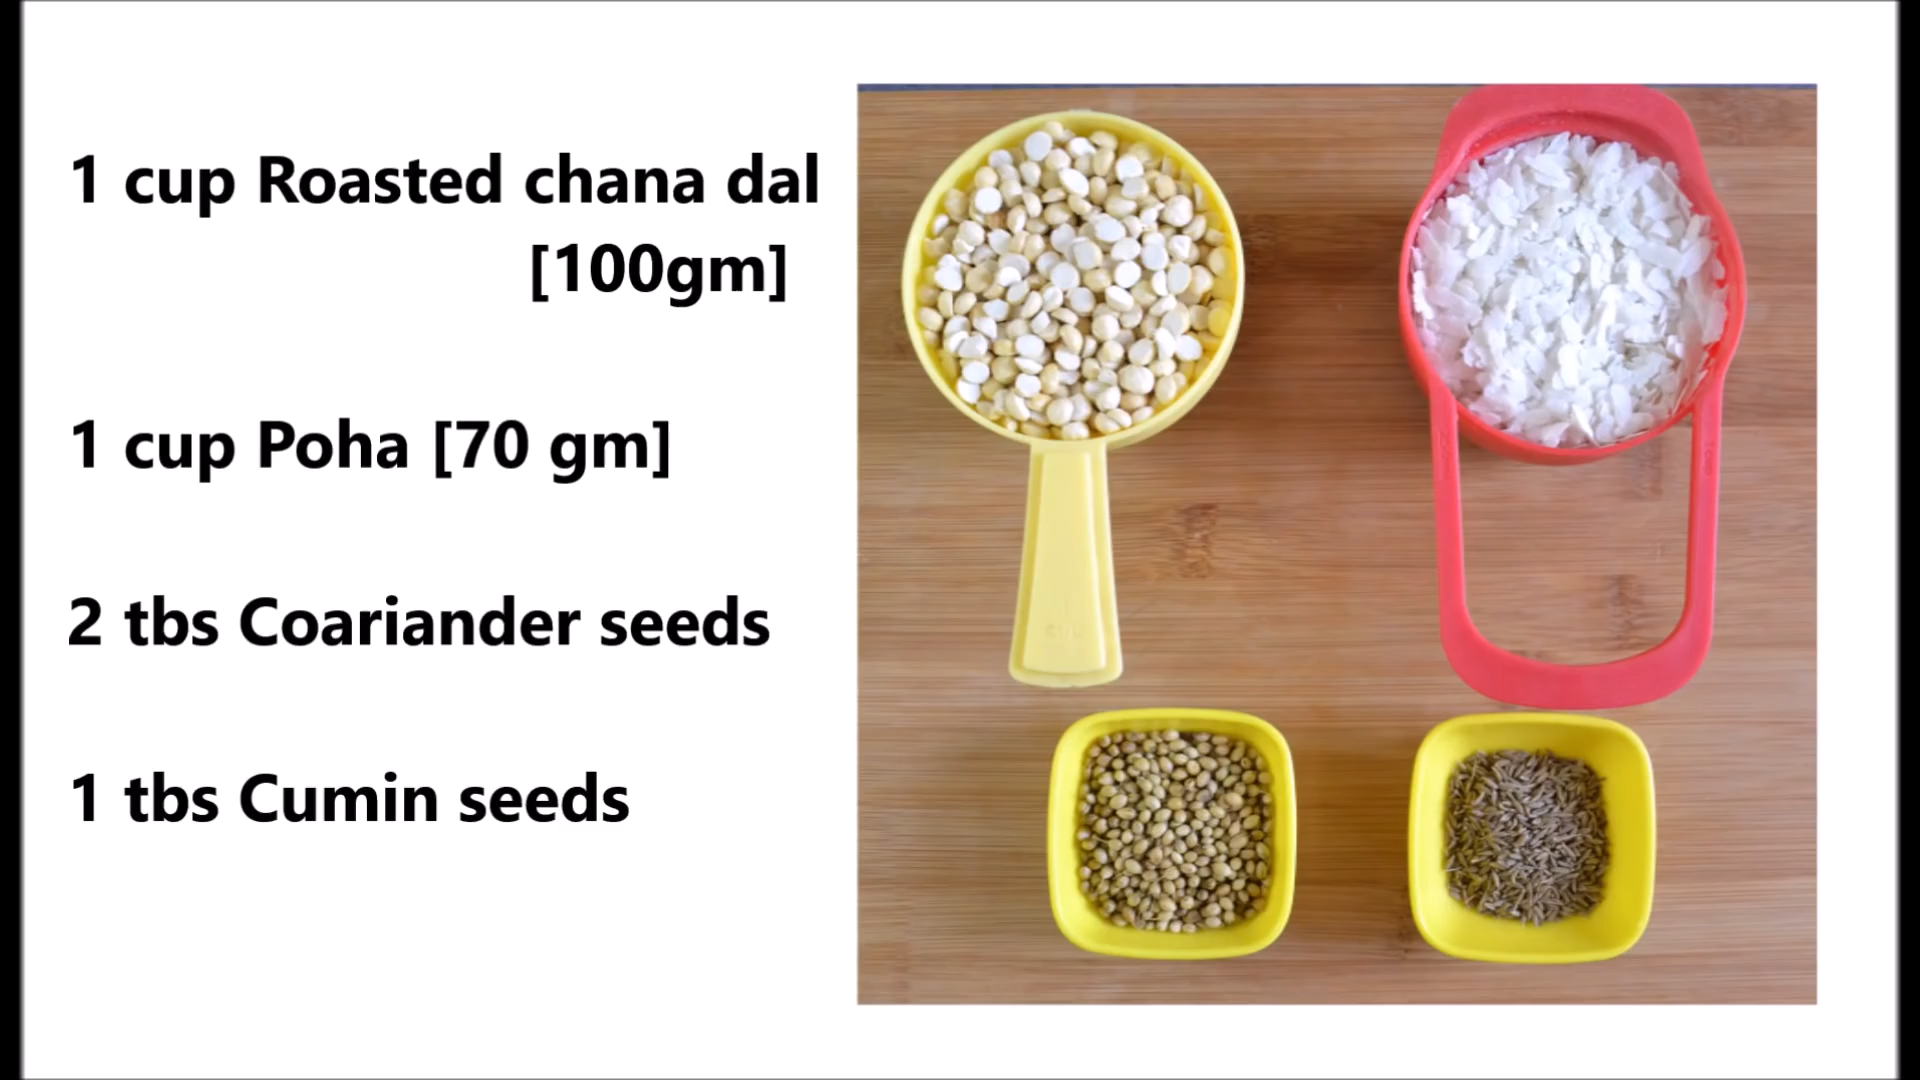 1 cup Roasted chana dal
[100gm]
1 cup Poha [70 gm]
2 tbs Coariander seeds
1 tbs Cumin seeds